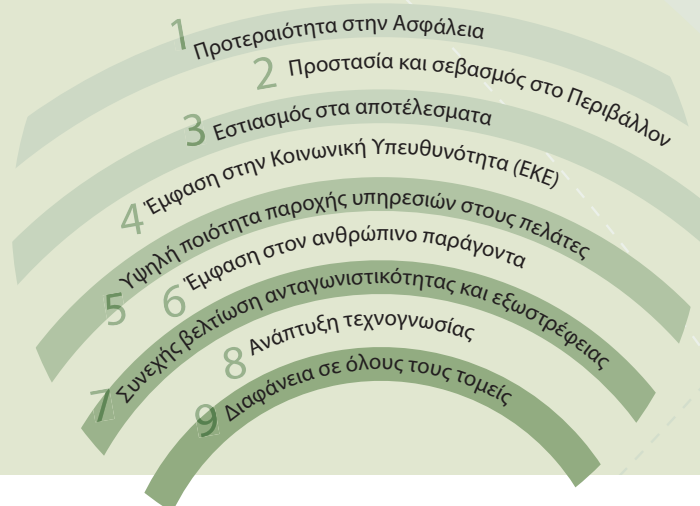 1 Προτεραιότητα στην Ασφάλεια
2 Προστασία και σεβασμός στο Περιβάλλον
3 Εστιασμός στα αποτέλεσματα
4 Έμφαση στην Κοινωνική Υπευθυνότητα (ΕΚΕ)
5 Υψηλή ποιότητα παροχής υπηρεσιών στους πελάτες
6 Έμφαση στον ανθρώπινο παράγοντα
7 Συνεχής βελτίωση ανταγωνιστικότητας και εξωστρέφειας
8 Ανάπτυξη τεχνογνωσίας
9 Διαφάνεια σε όλους τους τομείς